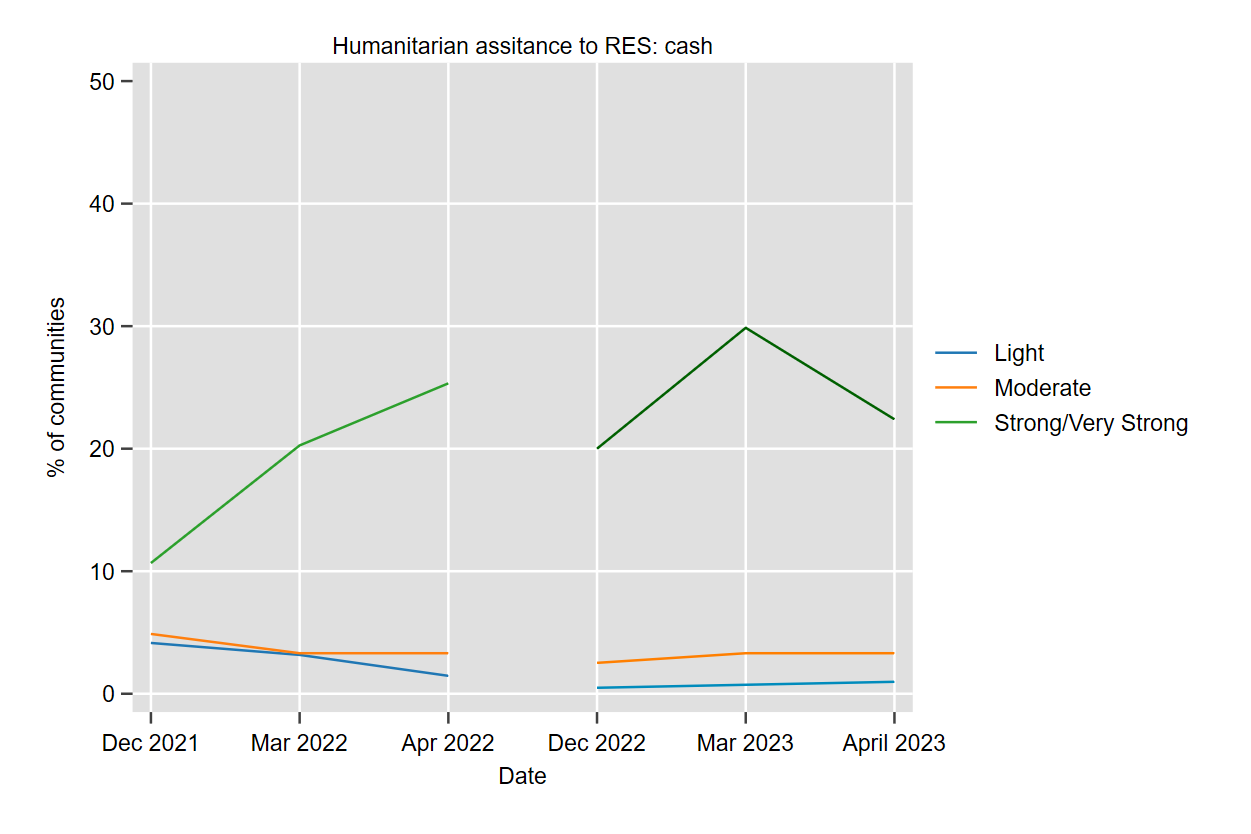 Humanitarian assitance to RES: cash
50
40
30
20
10
0
% of communities
Dec 2021
Mar 2022
Apr 2022
Dec 2022
Mar 2023
April 2023
Date
Light
Moderate
Strong/Very Strong